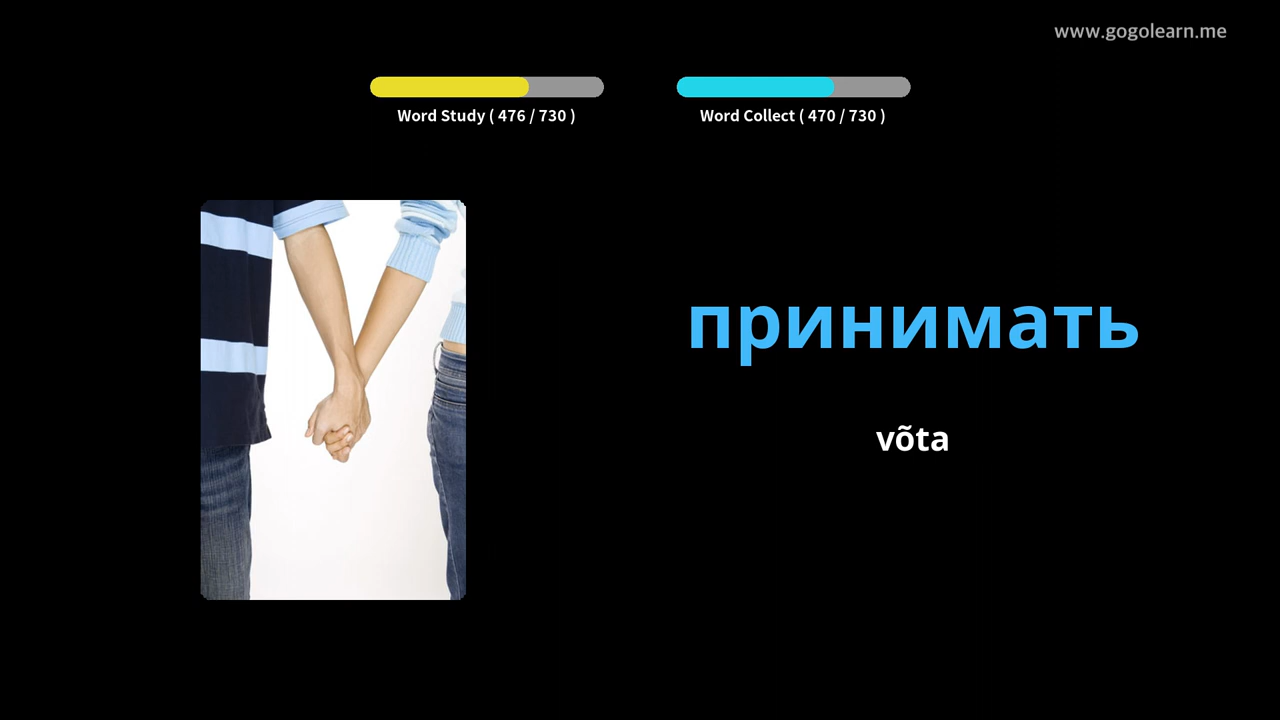 www.gogolearn.me
Word Study ( 476 / 730 )
Word Collect ( 470 / 730 )
принимать
võta